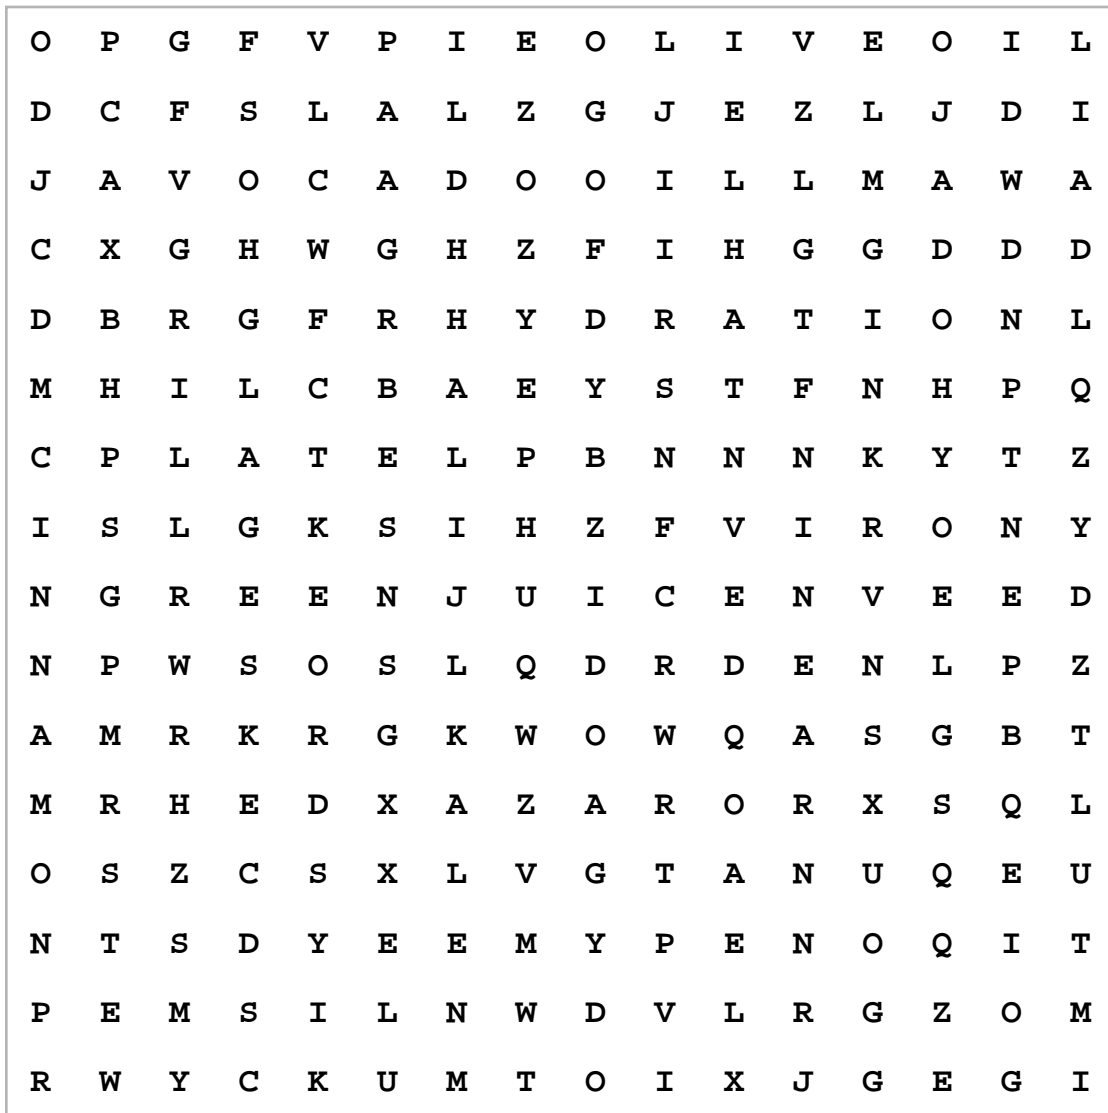 O P G F V P I E O L I V E O I L
D C F S L A L Z G J E Z L J D I
J A V O C A D O O I L L M A W A
C X G H W G H Z F I H G G D D D
D B R G F R H Y D R A T I O N L
M H I L C B A E Y S T F N H P Q
C P L A T E L P B N N N K Y T Z
I S L G K S I H Z F V I R O N Y
N G R E E N J U I C E N V E E D
N P W S O S L Q D R D E N L P Z
A M R K R G K W O W Q A S G B T
M R H E D X A Z A R O R X S Q L
O S Z C S X L V G T A N U Q E U
N T S D Y E E M Y P E N O Q I T
P E M S I L N W D V L R G Z O M
R W Y C K U M T O I X J G E G I